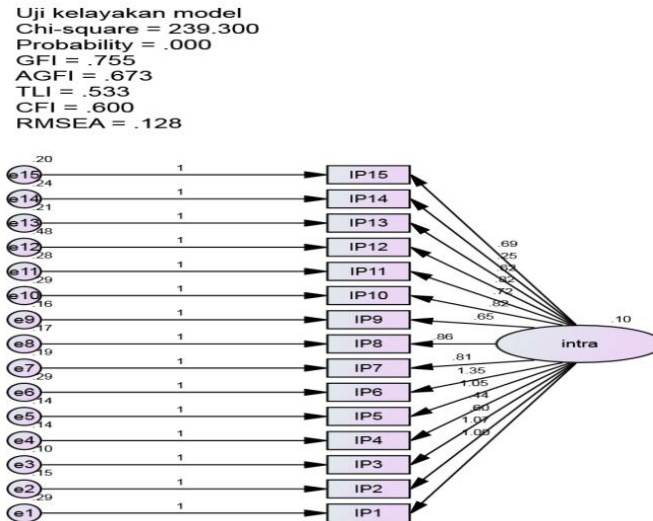 Uji kelayakan model
Chi-square = 239.300
Probability = .000
GFI = .755
AGFI = .673
TLI = .533
CFI = .600
RMSEA = .128
.20
e15 1 IP15
.24
e14 1 IP14 .69
.21
e13 1 IP13 .25
.48
e12 1 IP12
.28
e11 1 IP11
.29
e10 1 IP10 .82
.16
e9 1 IP9 .65 .10
.17
e8 1 IP8 .86 intra
.19
e7 1 IP7 .81
.29
e6 1 IP6 1.35
.14
e5 1 IP5 1.05
.14
e4 1 IP4 .44
.10
e3 1 IP3
.15
e2 1 IP2 1.07
.29
e1 1 IP1